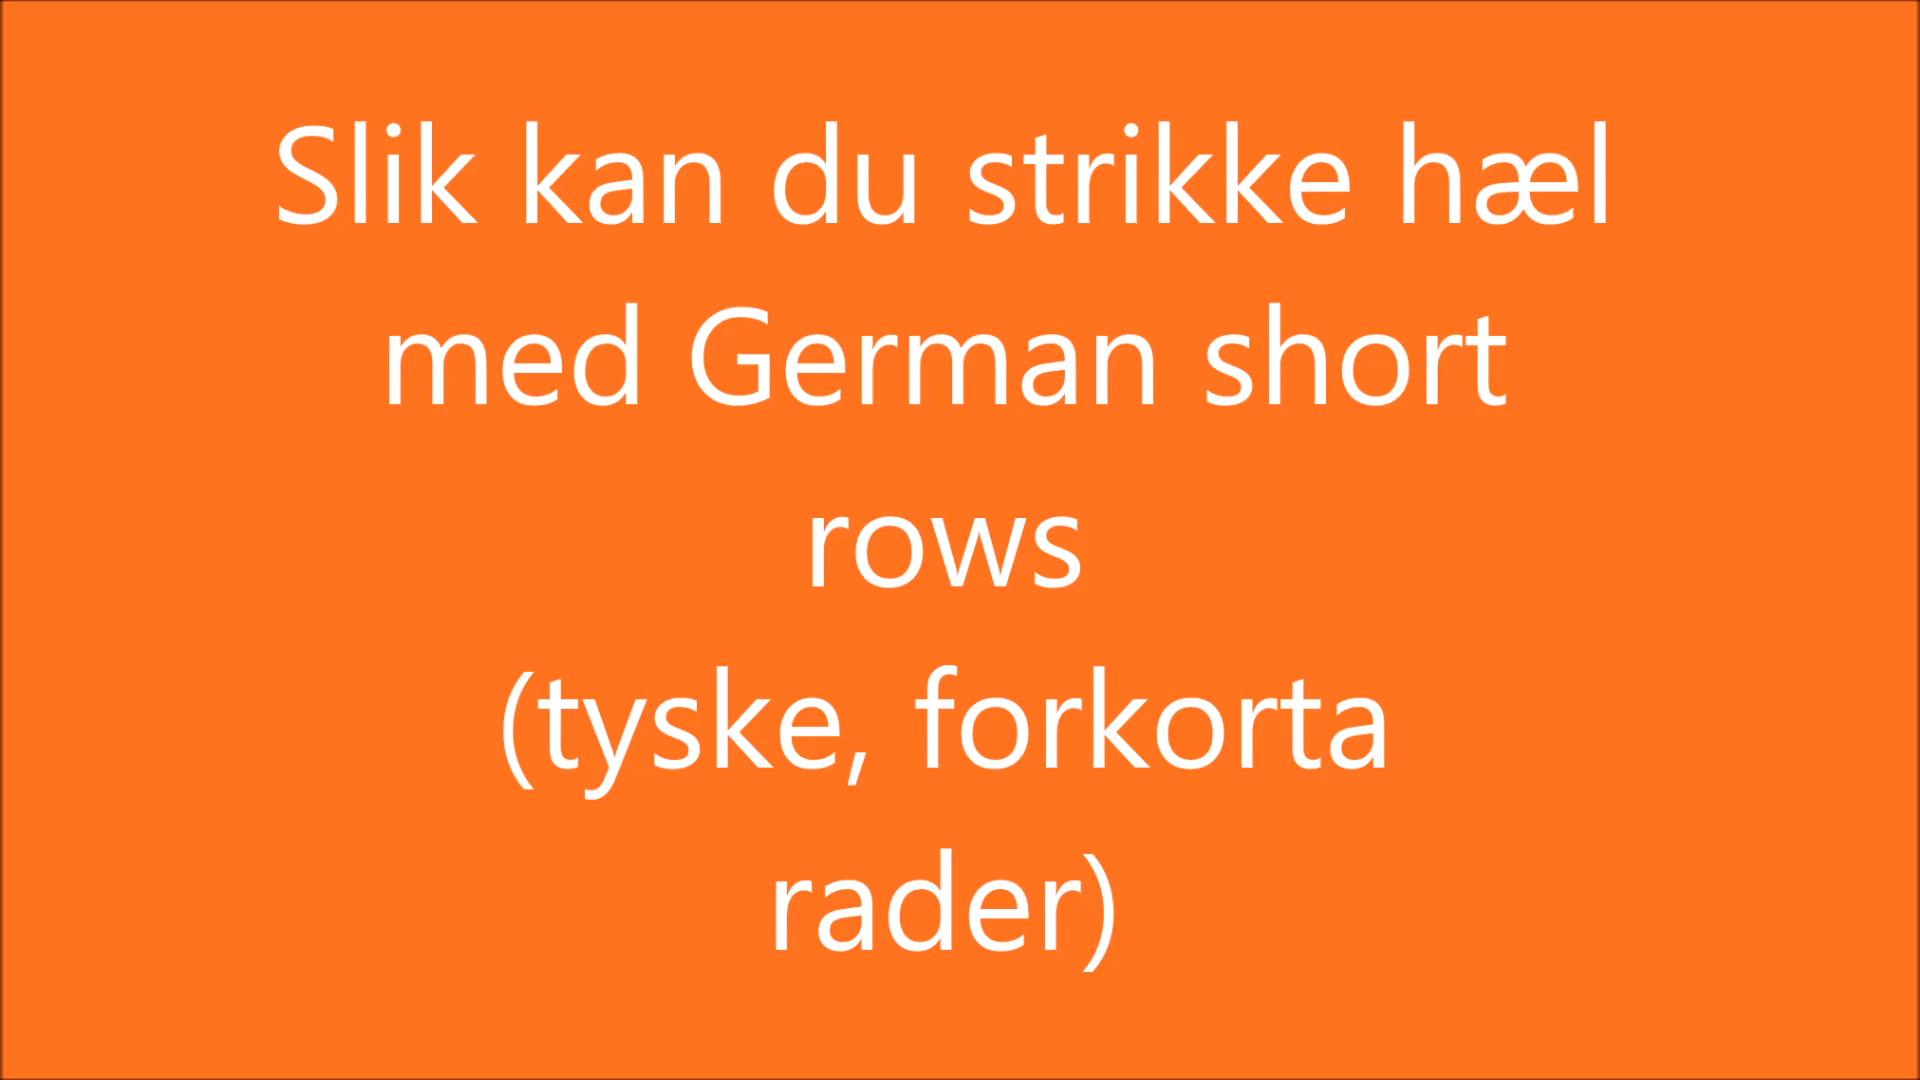 Slik kan du strikke hæl
med German short
rows
(tyske, forkorta
rader)